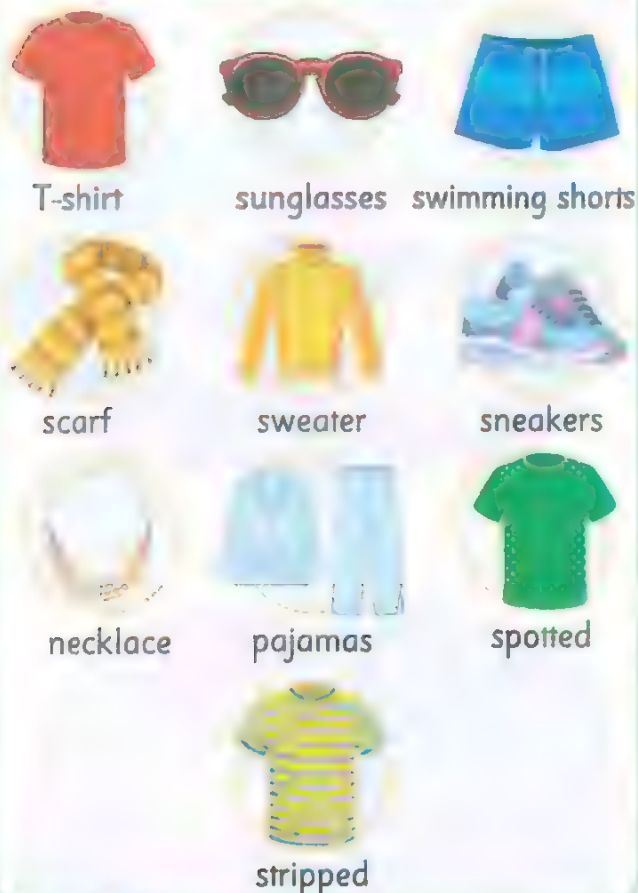 T-shirt
sunglasses
swimming shorts
scarf
sweater
sneakers
necklace
pajamas
spotted
stripped